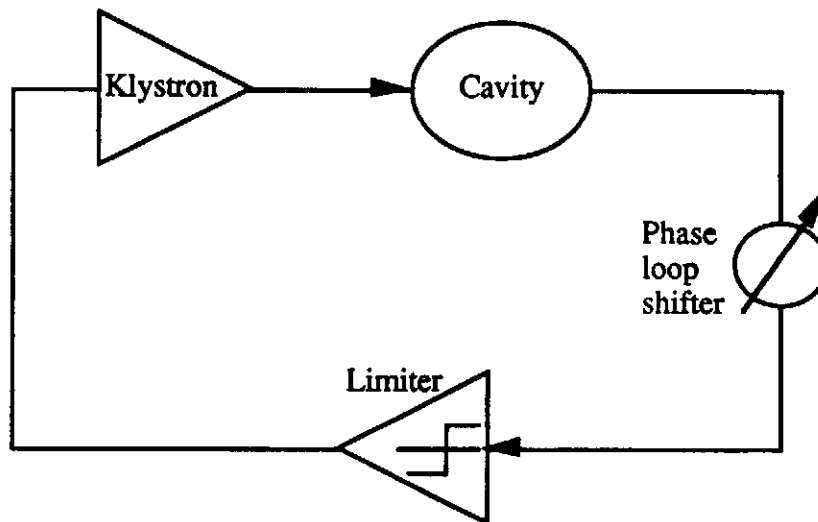 Klystron
Cavity
Phase
loop
shifter
Limiter